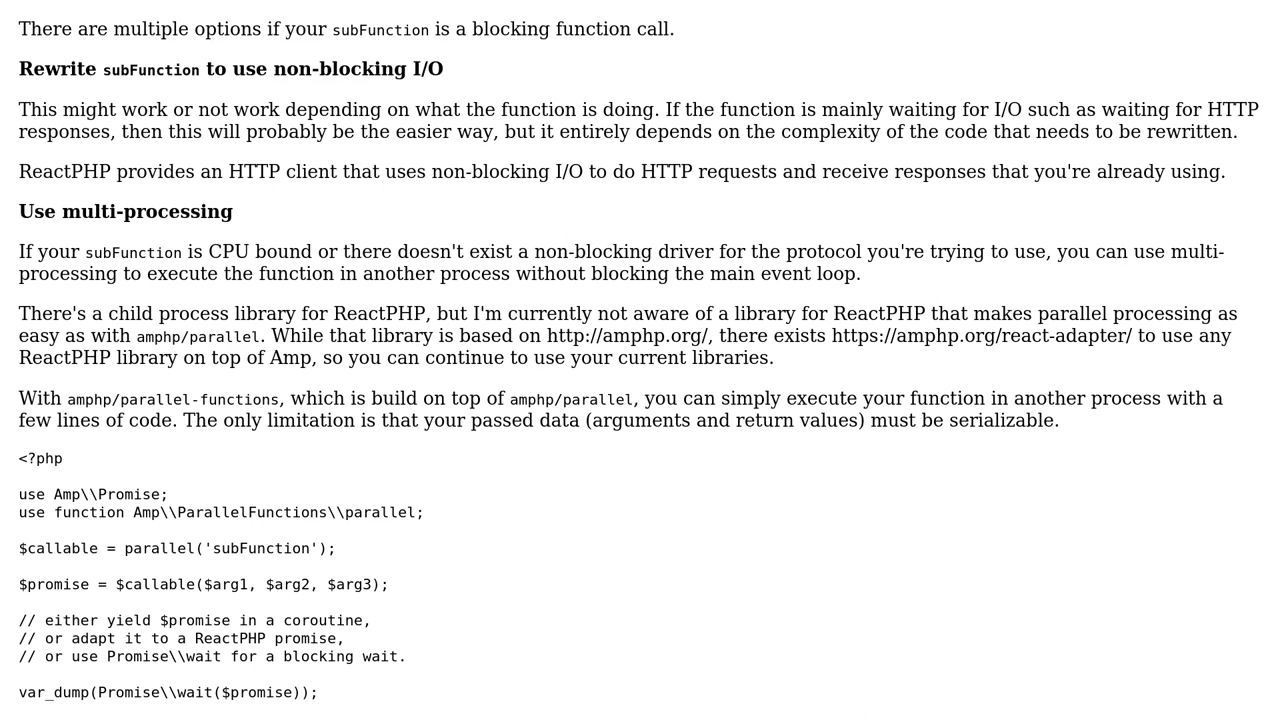 There are multiple options if your subFunction is a blocking function call.
Rewrite subFunction to use non-blocking I/O
This might work or not work depending on what the function is doing. If the function is mainly waiting for I/O such as waiting for HTTP
responses, then this will probably be the easier way, but it entirely depends on the complexity of the code that needs to be rewritten.
ReactPHP provides an HTTP client that uses non-blocking I/O to do HTTP requests and receive responses that you're already using.
Use multi-processing
If your subFunction is CPU bound or there doesn't exist a non-blocking driver for the protocol you're trying to use, you can use multi-
processing to execute the function in another process without blocking the main event loop.
There's a child process library for ReactPHP, but I'm currently not aware of a library for ReactPHP that makes parallel processing as
easy as with amphp/parallel. While that library is based on http://amphp.org/, there exists https://amphp.org/react-adapter/ to use any
ReactPHP library on top of Amp, so you can continue to use your current libraries.
With amphp/parallel-functions, which is build on top of amphp/parallel, you can simply execute your function in another process with a
few lines of code. The only limitation is that your passed data (arguments and return values) must be serializable.
<?php
use Amp\\Promise;
use function Amp\\ParallelFunctions\\parallel;
$callable = parallel('subFunction');
$promise = $callable($arg1, $arg2, $arg3);
// either yield $promise in a coroutine,
// or adapt it to a ReactPHP promise,
// or use Promise\\wait for a blocking wait.
var_dump(Promise\\wait($promise));